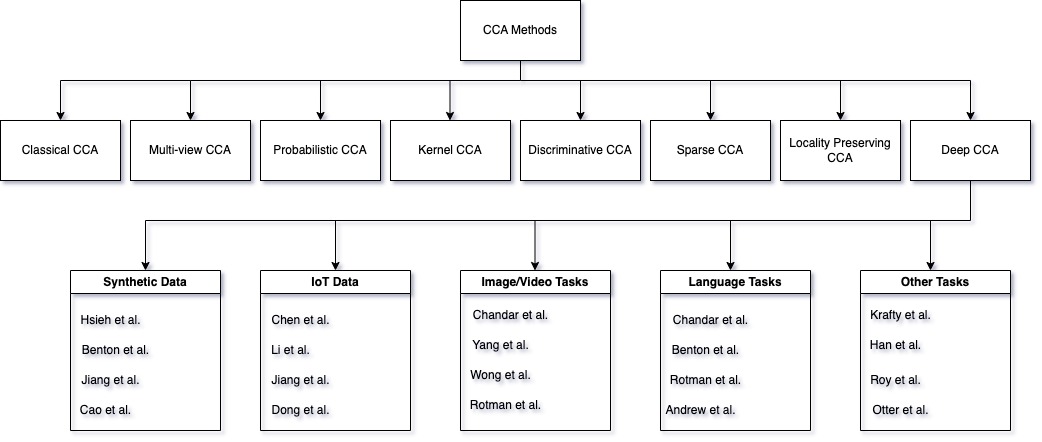 CCA Methods
Classical CCA
Multi-view CCA
Probabilistic CCA
Kernel CCA
Discriminative CCA
Sparse CCA
Locality Preserving
CCA
Deep CCA
Synthetic Data
Hsieh et al.
Benton et al.
Jiang et al.
Cao et al.
IoT Data
Chen et al.
Li et al.
Jiang et al.
Dong et al.
Image/Video Tasks
Chandar et al.
Yang et al.
Wong et al.
Rotman et al.
Language Tasks
Chandar et al.
Benton et al.
Rotman et al.
Andrew et al.
Other Tasks
Krafty et al.
Han et al.
Roy et al.
Otter et al.